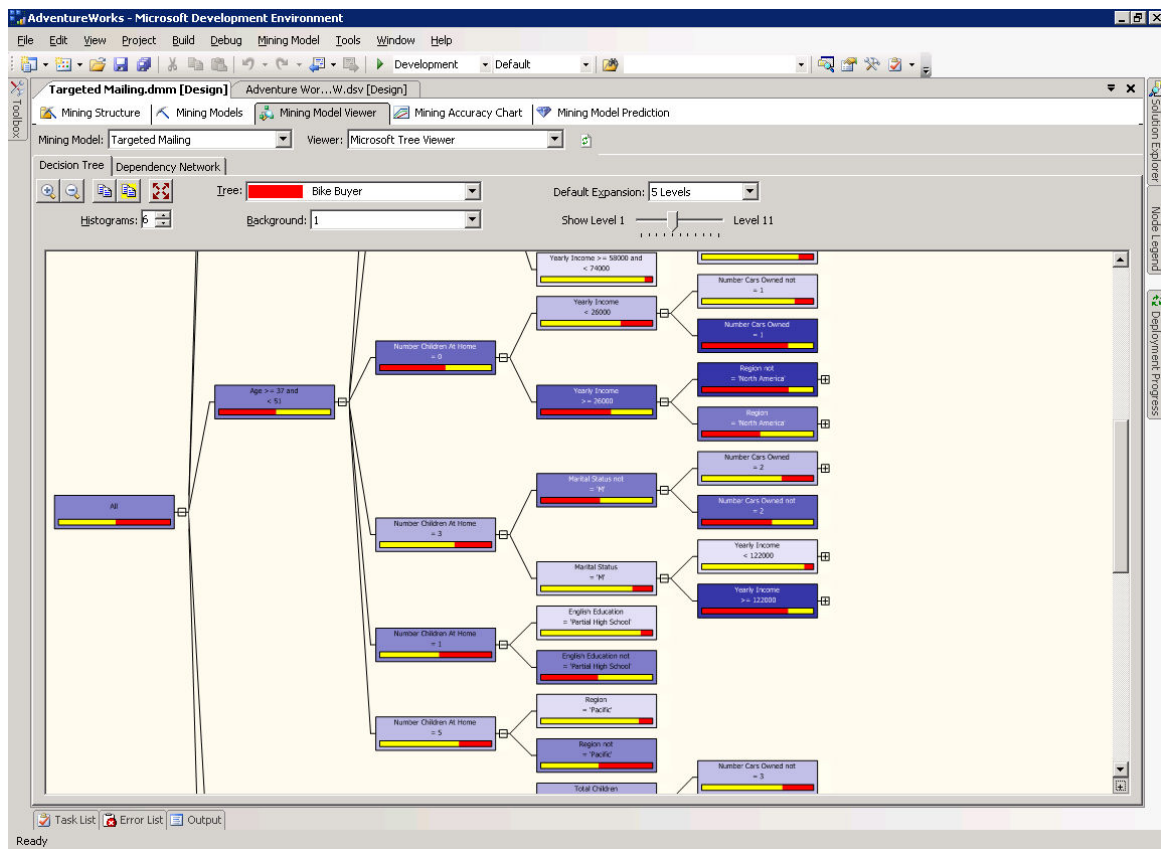 AdventureWorks - Microsoft Development Environment
File Edit View Project Build Debug Mining Model Tools Window Help
Development Default
Targeted Mailing.dmm [Design] Adventure Wor...W.dsv [Design]
Toolbox
Mining Structure Mining Models Mining Model Viewer Mining Accuracy Chart Mining Model Prediction
Mining Model: Targeted Mailing Viewer: Microsoft Tree Viewer
Decision Tree Dependency Network
Tree: Bike Buyer Default Expansion: 5 Levels
Histograms: 6 Background: 1 Show Level 1 Level 11
Solution Explorer
Node Legend
Deployment Progress
Yearly Income >= 58000 and
< 74000
Number Cars Owned not
= 1
Yearly Income
< 26000
Number Cars Owned
= 1
Number Children At Home
= 0
Region not
= 'North America'
Age >= 37 and
< 51
Yearly Income
>= 26000
Region
= 'North America'
Number Cars Owned
= 2
Marital Status not
= 'M'
Number Cars Owned not
= 2
All
Number Children At Home
= 3
Yearly Income
< 122000
Marital Status
= 'M'
Yearly Income
>= 122000
English Education
= 'Partial High School'
Number Children At Home
= 1
English Education not
= 'Partial High School'
Region
= 'Pacific'
Number Children At Home
= 5
Region not
= 'Pacific'
Number Cars Owned not
= 3
Total Children
Task List Error List Output
Ready